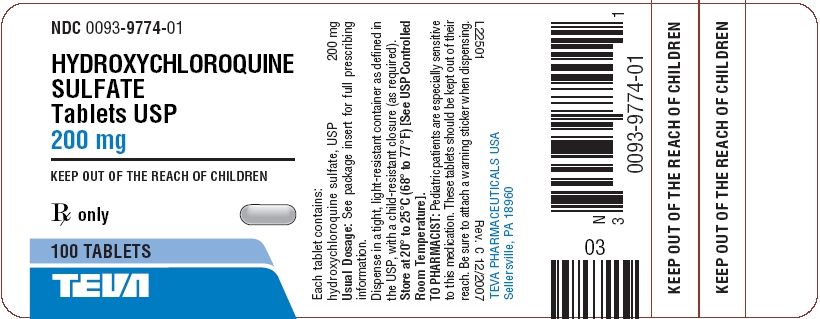 NDC 0093-9774-01
HYDROXYCHLOROQUINE
SULFATE
Tablets USP
200 mg
KEEP OUT OF THE REACH OF CHILDREN
Rx only
100 TABLETS
TEVA
Each tablet contains:
hydroxychloroquine sulfate, USP 200 mg
Usual Dosage: See package insert for full prescribing
information.
Dispense in a tight, light-resistant container as defined in
the USP, with a child-resistant closure (as required).
Store at 20° to 25°C (68° to 77°F) [See USP Controlled
Room Temperature].
TO PHARMACIST: Pediatric patients are especially sensitive
to this medication. These tablets should be kept out of their
reach. Be sure to attach a warning sticker when dispensing.
L22501 Rev. C 12/2007
TEVA PHARMACEUTICALS USA
Sellersville, PA 18960
N
3
0093-9774-01
1
03
KEEP OUT OF THE REACH OF CHILDREN
KEEP OUT OF THE REACH OF CHILDREN